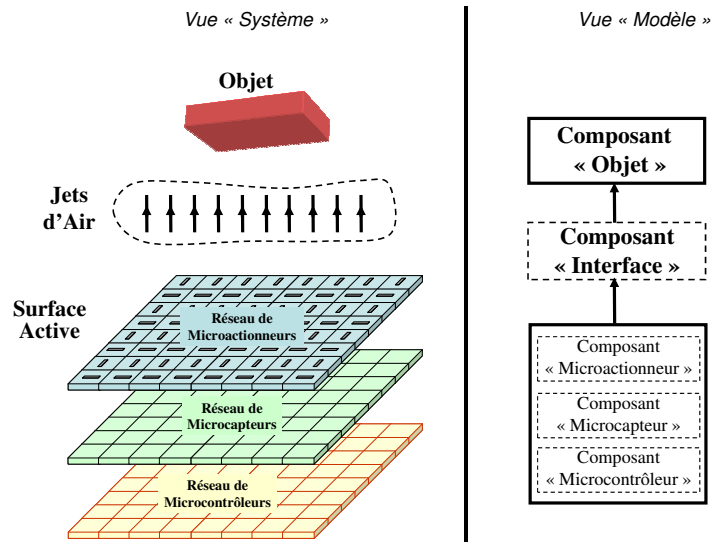 Vue « Système »
Objet
Jets
d'Air
Surface
Active
Réseau de
Microactionneurs
Réseau de
Microcapteurs
Réseau de
Microcontrôleurs
Vue « Modèle »
Composant
« Objet »
Composant
« Interface »
Composant
« Microactionneur »
Composant
« Microcapteur »
Composant
« Microcontrôleur »